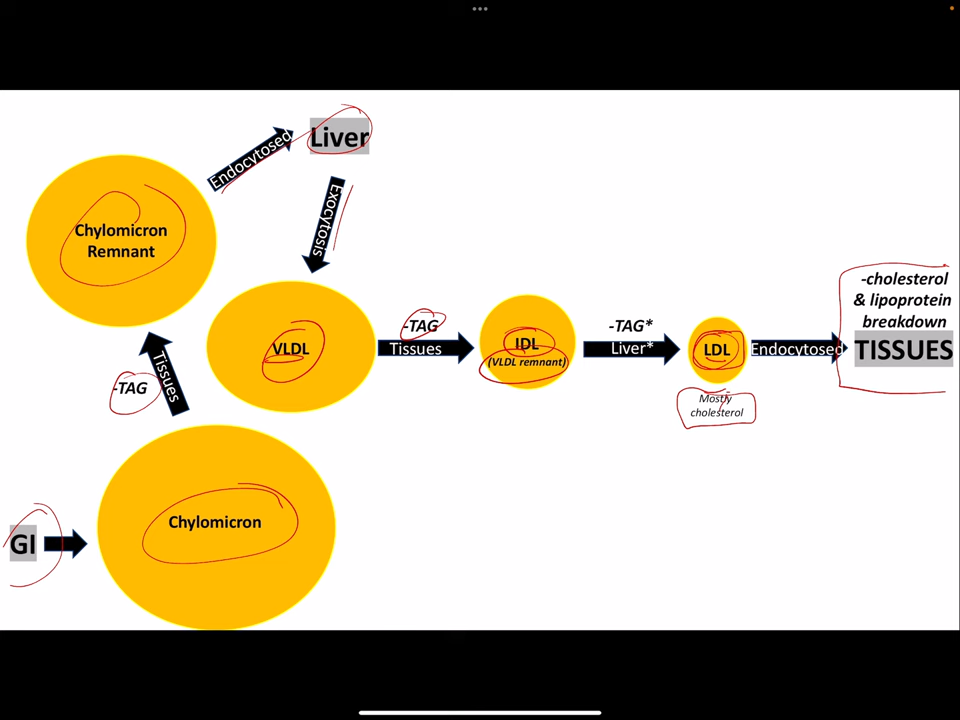 Liver
Endocytosed
Exocytosis
Chylomicron
Remnant
-TAG
Tissues
VLDL
-TAG
Tissues
IDL
(VLDL remnant)
-TAG*
Liver*
LDL
Mostly
cholesterol
Endocytosed
-cholesterol
& lipoprotein
breakdown
TISSUES
GI
Chylomicron